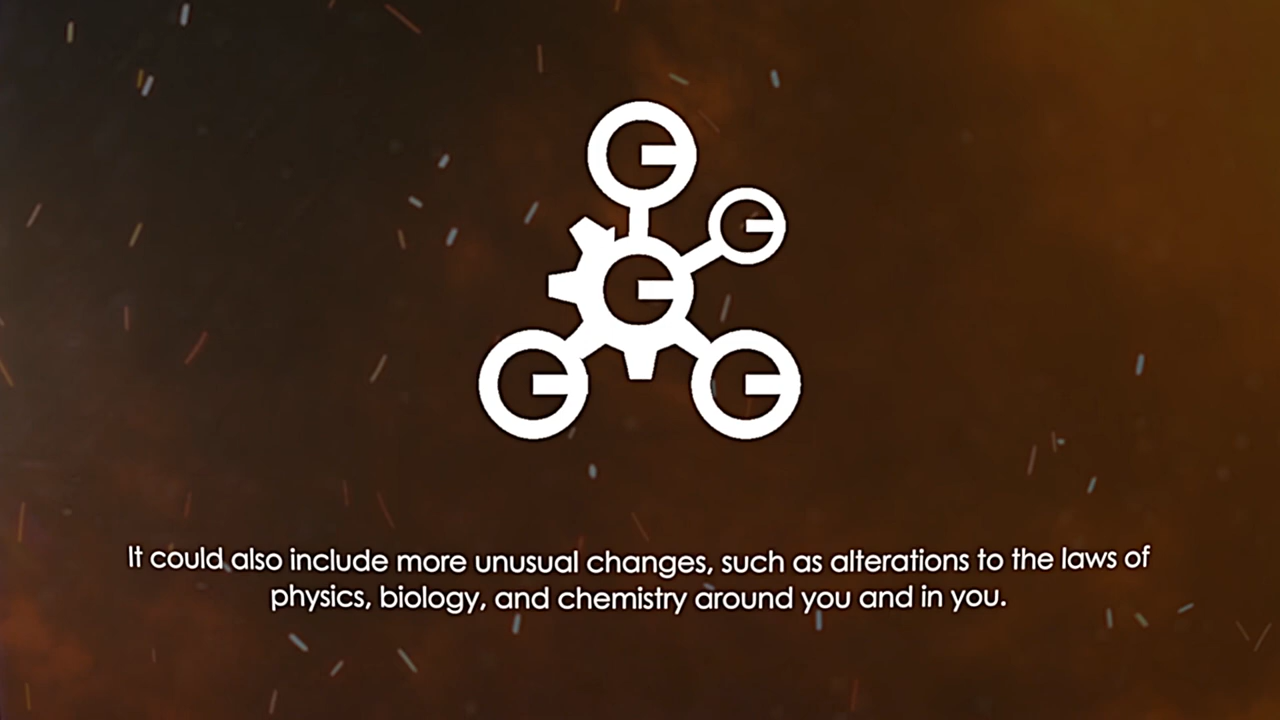 It could also include more unusual changes, such as alterations to the laws of
physics, biology, and chemistry around you and in you.